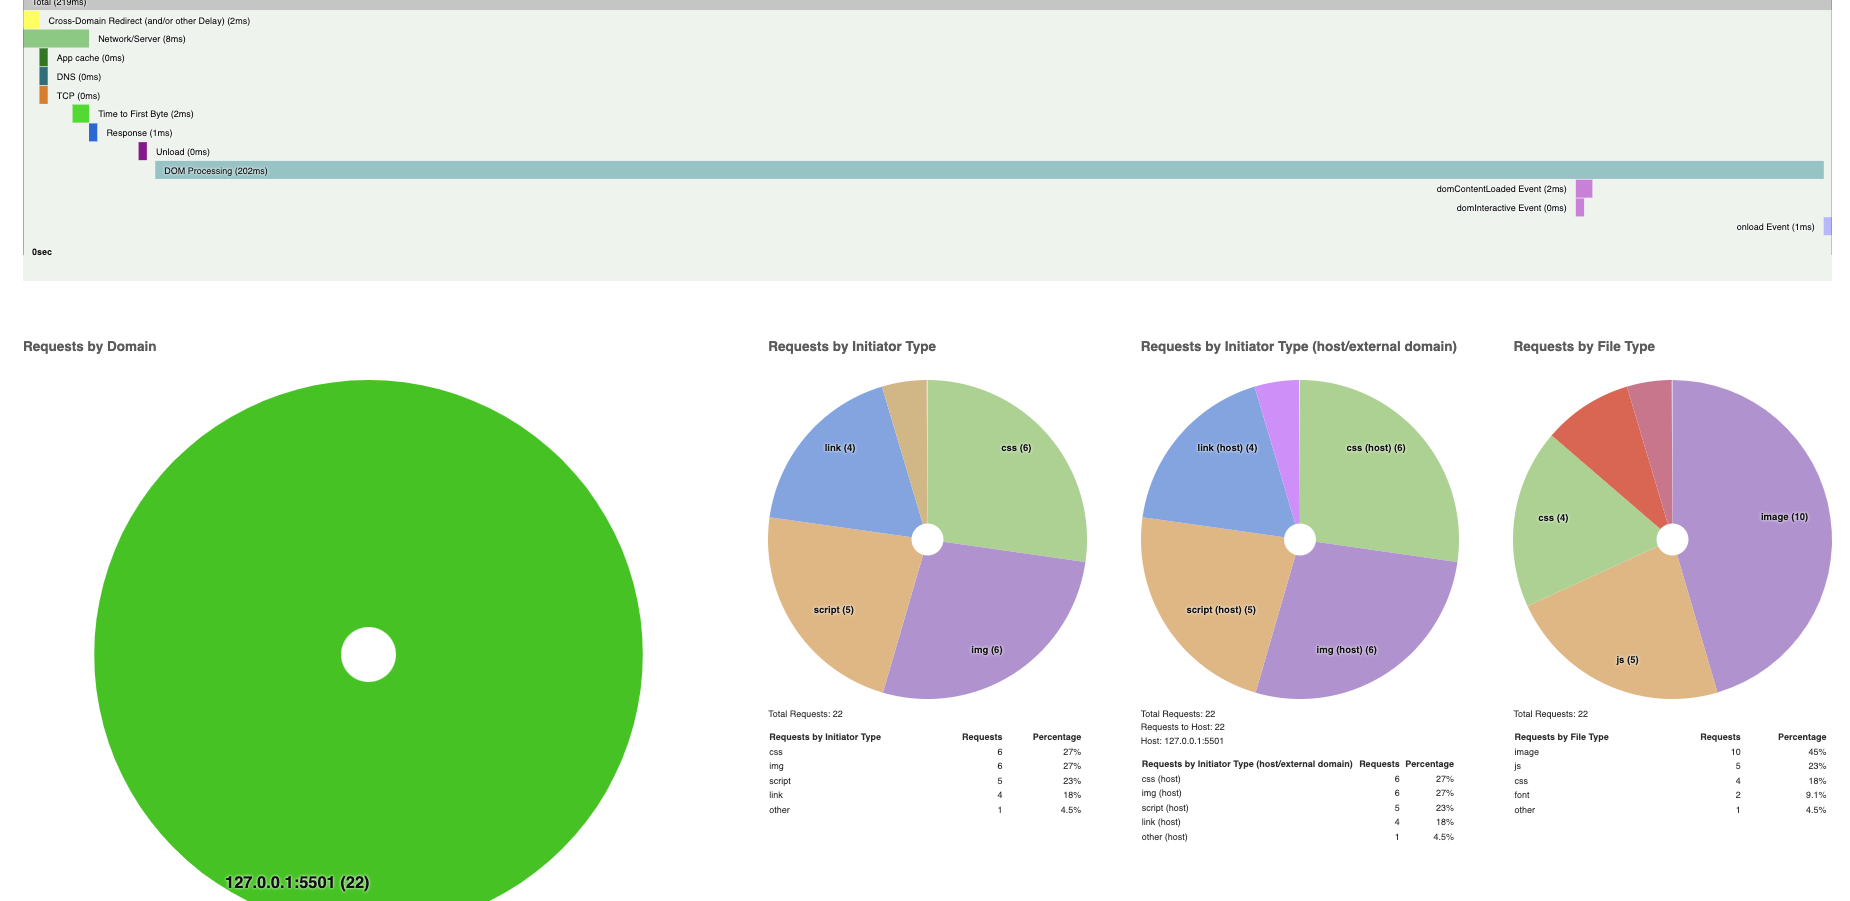 Total (219ms)
Cross-Domain Redirect (and/or other Delay) (2ms)
Network/Server (8ms)
App cache (0ms)
DNS (0ms)
TCP (0ms)
Time to First Byte (2ms)
Response (1ms)
Unload (0ms)
DOM Processing (202ms)
domContentLoaded Event (2ms)
domInteractive Event (0ms)
onload Event (1ms)
0sec
Requests by Domain
127.0.0.1:5501 (22)
Requests by Initiator Type
link (4)
css (6)
script (5)
img (6)
Total Requests: 22
Requests by Initiator Type Requests Percentage
css 6 27%
img 6 27%
script 5 23%
link 4 18%
other 1 4.5%
Requests by Initiator Type (host/external domain)
link (host) (4)
css (host) (6)
script (host) (5)
img (host) (6)
Total Requests: 22
Requests to Host: 22
Host: 127.0.0.1:5501
Requests by Initiator Type (host/external domain) Requests Percentage
css (host) 6 27%
img (host) 6 27%
script (host) 5 23%
link (host) 4 18%
other (host) 1 4.5%
Requests by File Type
image (10)
css (4)
js (5)
Total Requests: 22
Requests by File Type Requests Percentage
image 10 45%
js 5 23%
css 4 18%
font 2 9.1%
other 1 4.5%